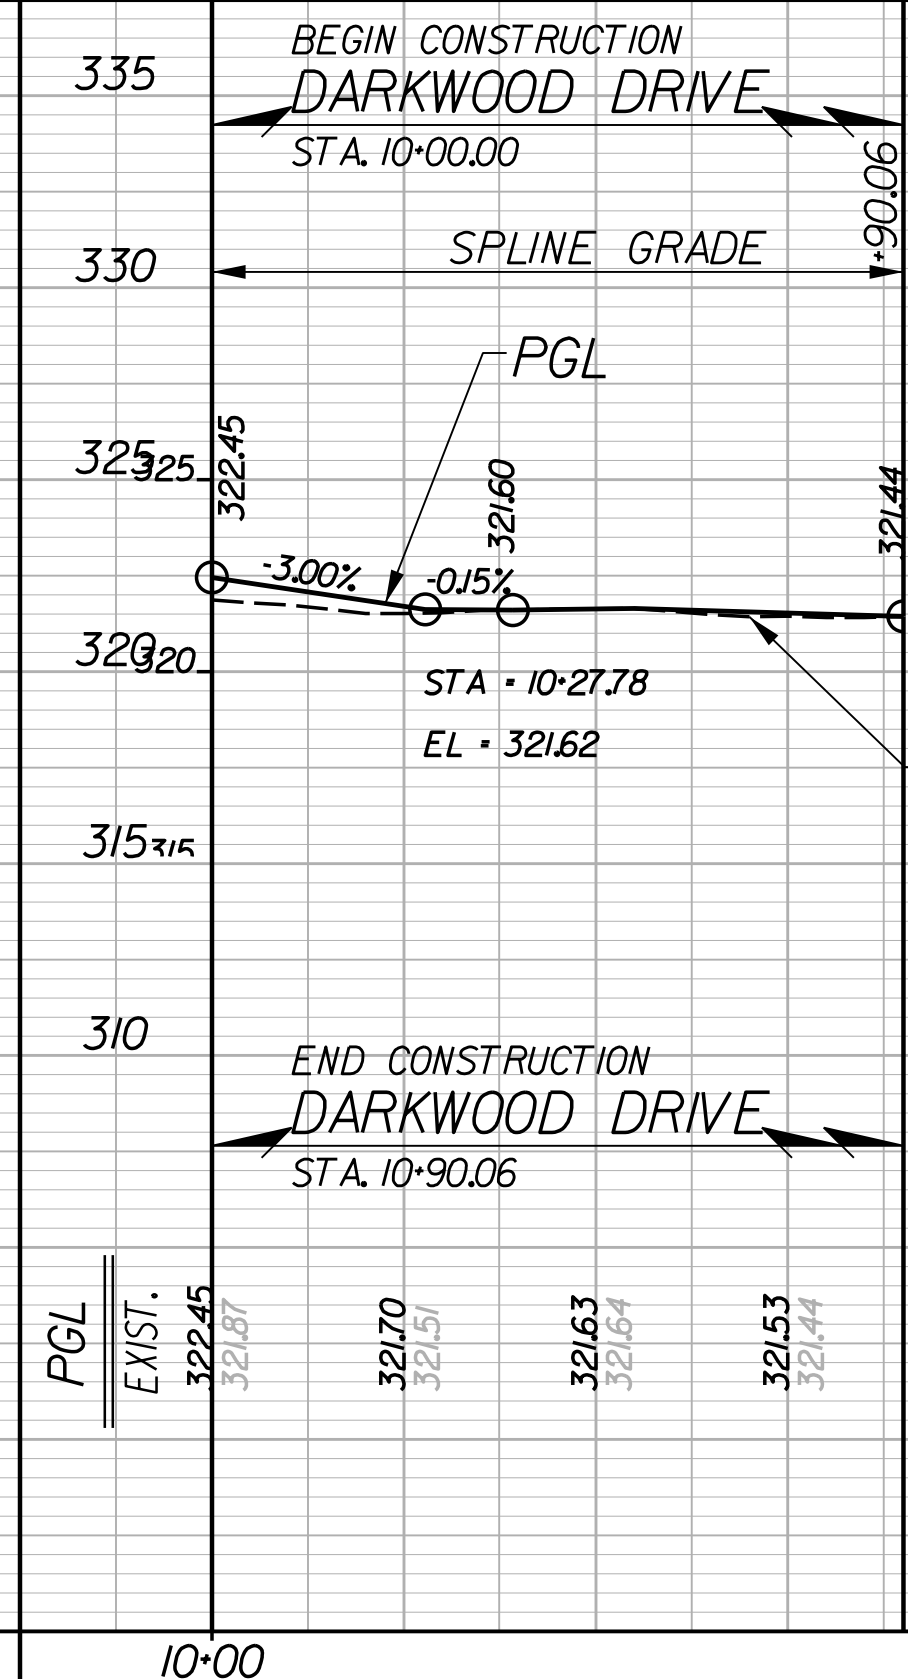 BEGIN CONSTRUCTION
335
DARKWOOD DRIVE
STA. 10+00.00
+90.06
SPLINE GRADE
330
PGL
322.45
321.60
321.44
325
325
-3.00%
-0.15%
320
320
STA = 10+27.78
EL = 321.62
315
315
310
END CONSTRUCTION
DARKWOOD DRIVE
STA. 10+90.06
PGL
EXIST.
322.45
321.87
321.70
321.51
321.63
321.64
321.53
321.44
10+00